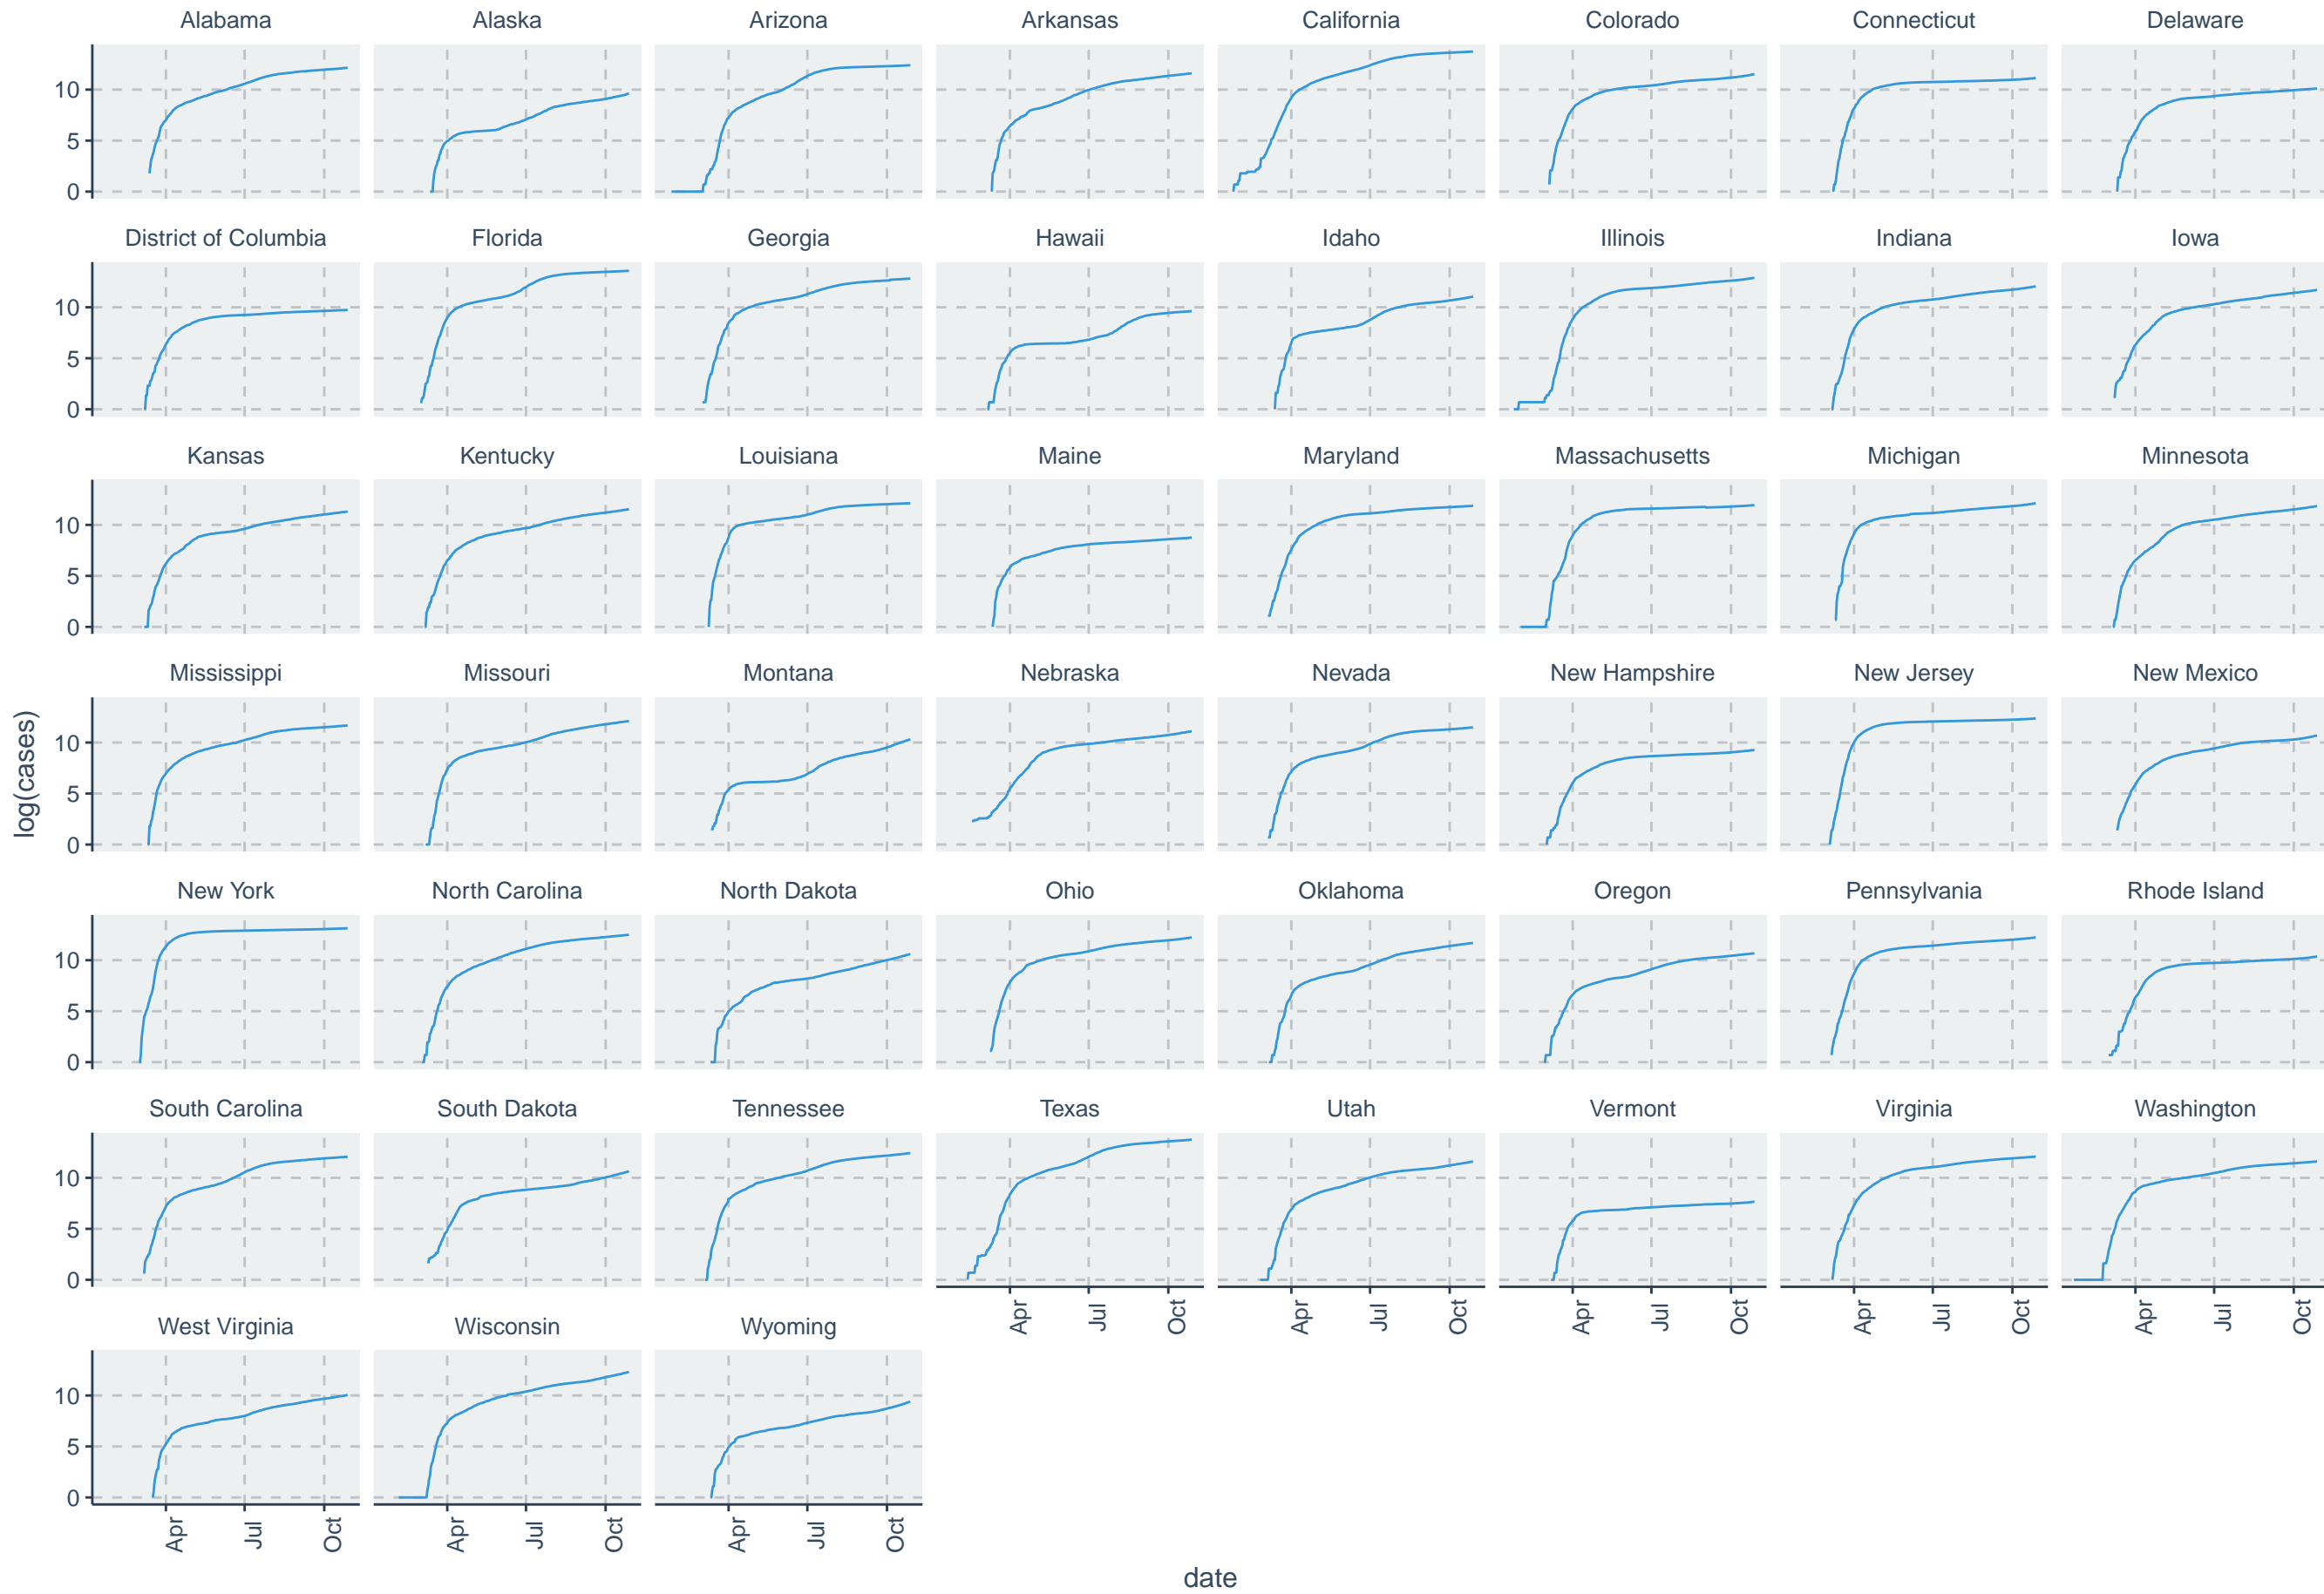 Alabama Alaska Arizona Arkansas California Colorado Connecticut Delaware
10
5
0
District of Columbia Florida Georgia Hawaii Idaho Illinois Indiana Iowa
10
5
0
Kansas Kentucky Louisiana Maine Maryland Massachusetts Michigan Minnesota
10
5
0
Mississippi Missouri Montana Nebraska Nevada New Hampshire New Jersey New Mexico
log(cases)
10
5
0
New York North Carolina North Dakota Ohio Oklahoma Oregon Pennsylvania Rhode Island
10
5
0
South Carolina South Dakota Tennessee Texas Utah Vermont Virginia Washington
10
5
0
Apr Jul Oct Apr Jul Oct Apr Jul Oct Apr Jul Oct Apr Jul Oct
West Virginia Wisconsin Wyoming
10
5
0
Apr Jul Oct Apr Jul Oct Apr Jul Oct
date